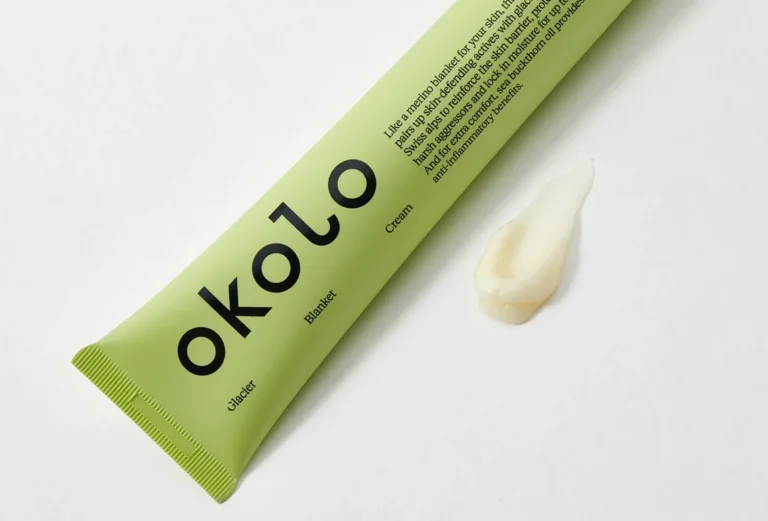 okolo
Glacier
Blanket
Cream
Like a merino blanket for your skin,
pairs up skin-defending actives with
Swiss alps to reinforce the skin barrier,
harsh aggressors and lock in moisture for up
And for extra comfort, sea buckthorn oil provides
anti-inflammatory benefits.